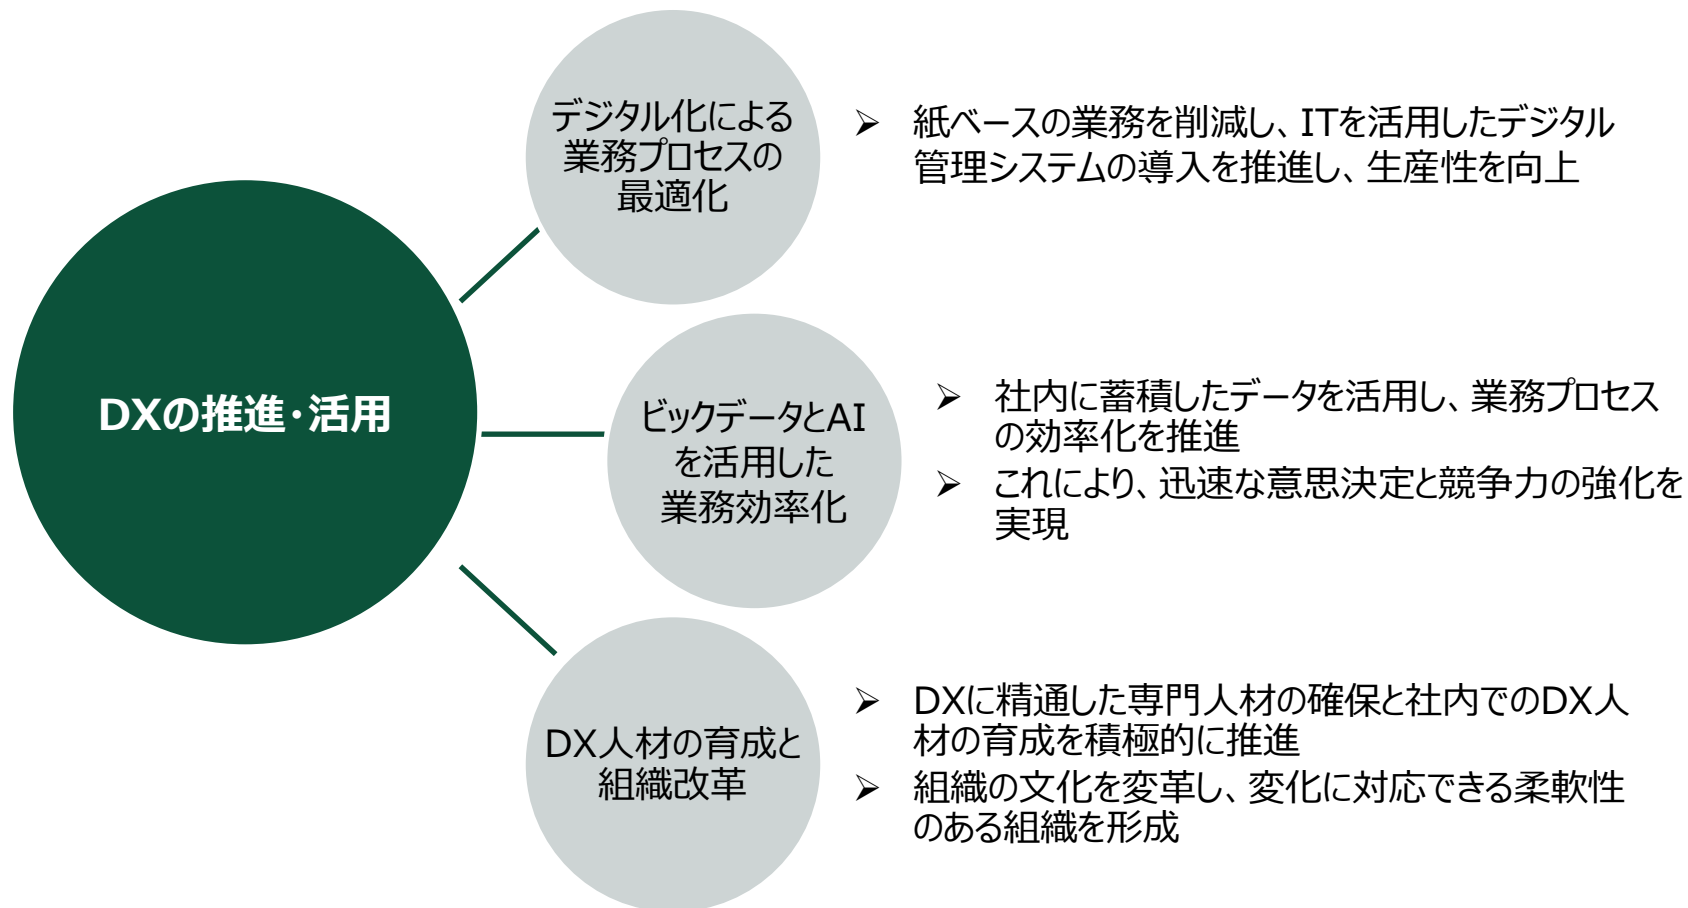 DXの推進・活用
デジタル化による
業務プロセスの
最適化
➢ 紙ベースの業務を削減し、ITを活用したデジタル
管理システムの導入を推進し、生産性を向上
ビックデータとAI
を活用した
業務効率化
➢ 社内に蓄積したデータを活用し、業務プロセス
の効率化を推進
➢ これにより、迅速な意思決定と競争力の強化を
実現
DX人材の育成と
組織改革
➢ DXに精通した専門人材の確保と社内でのDX人
材の育成を積極的に推進
➢ 組織の文化を変革し、変化に対応できる柔軟性
のある組織を形成